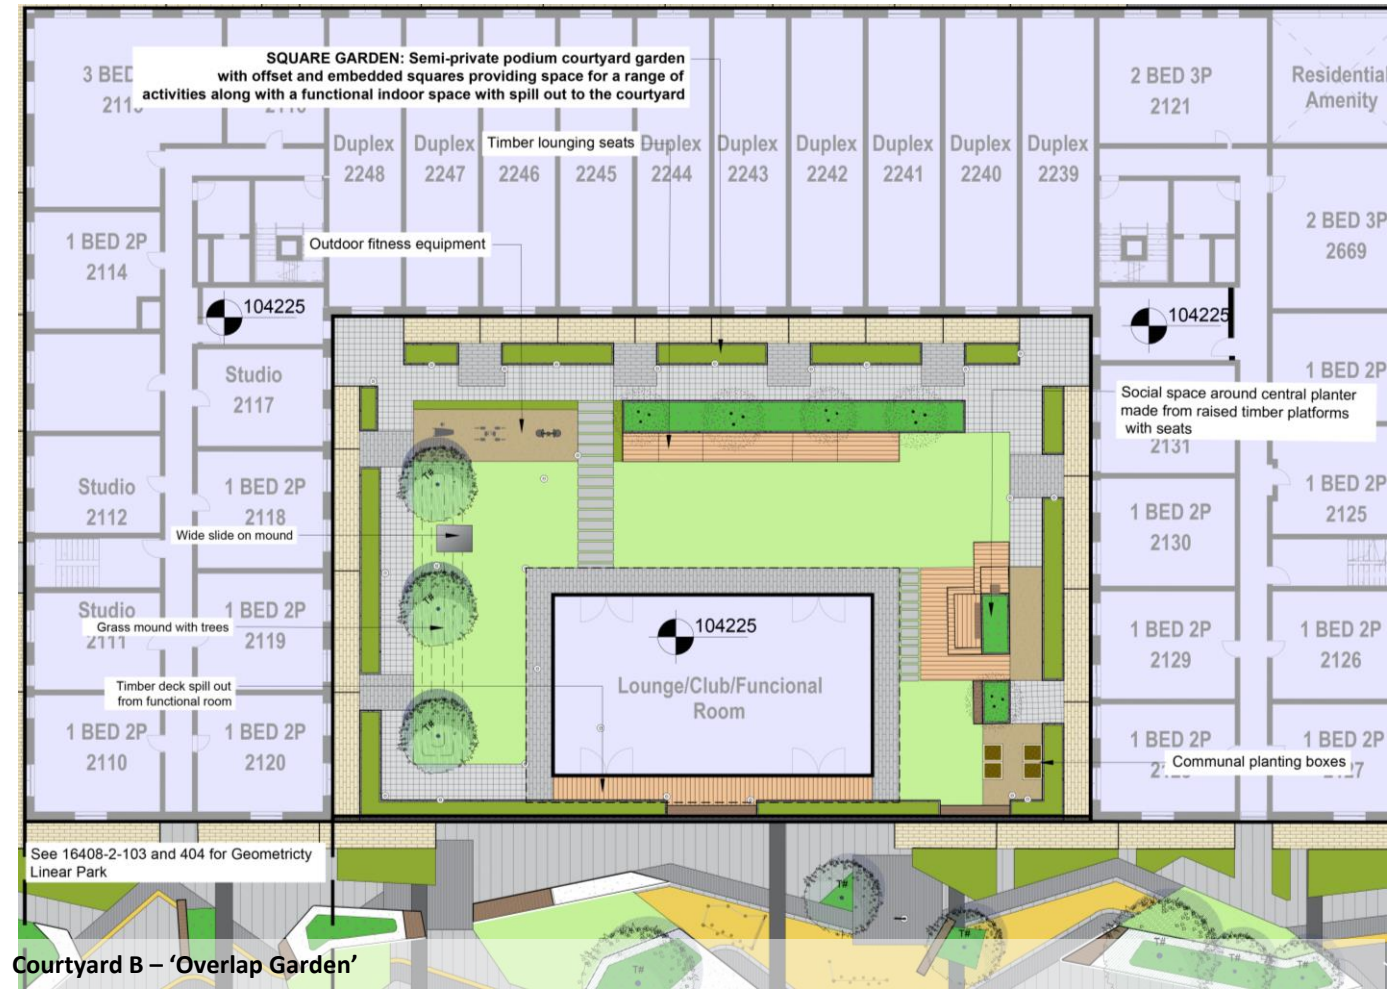 SQUARE GARDEN: Semi-private podium courtyard garden
with offset and embedded squares providing space for a range of
activities along with a functional indoor space with spill out to the courtyard
3 BED
2 BED 3P
2121
Residential
Amenity
Duplex
2248
Duplex
2247
Timber lounging seats
2246
2245
Duplex
2244
Duplex
2243
Duplex
2242
Duplex
2241
Duplex
2240
Duplex
2239
1 BED 2P
2114
Outdoor fitness equipment
2 BED 3P
2669
104225
104225
Studio
2117
1 BED 2P
Social space around central planter
made from raised timber platforms
with seats
2131
Studio
2112
1 BED 2P
2118
1 BED 2P
2130
1 BED 2P
2125
Wide slide on mound
Studio
2111
Grass mound with trees
1 BED 2P
2119
104225
Lounge/Club/Funcional
Room
1 BED 2P
2129
1 BED 2P
2126
Timber deck spill out
from functional room
1 BED 2P
2110
1 BED 2P
2120
1 BED 2P
1 BED 2P
Communal planting boxes
See 16408-2-103 and 404 for Geometricty
Linear Park
T#
T#
T#
T#
T#
Courtyard B – ‘Overlap Garden’